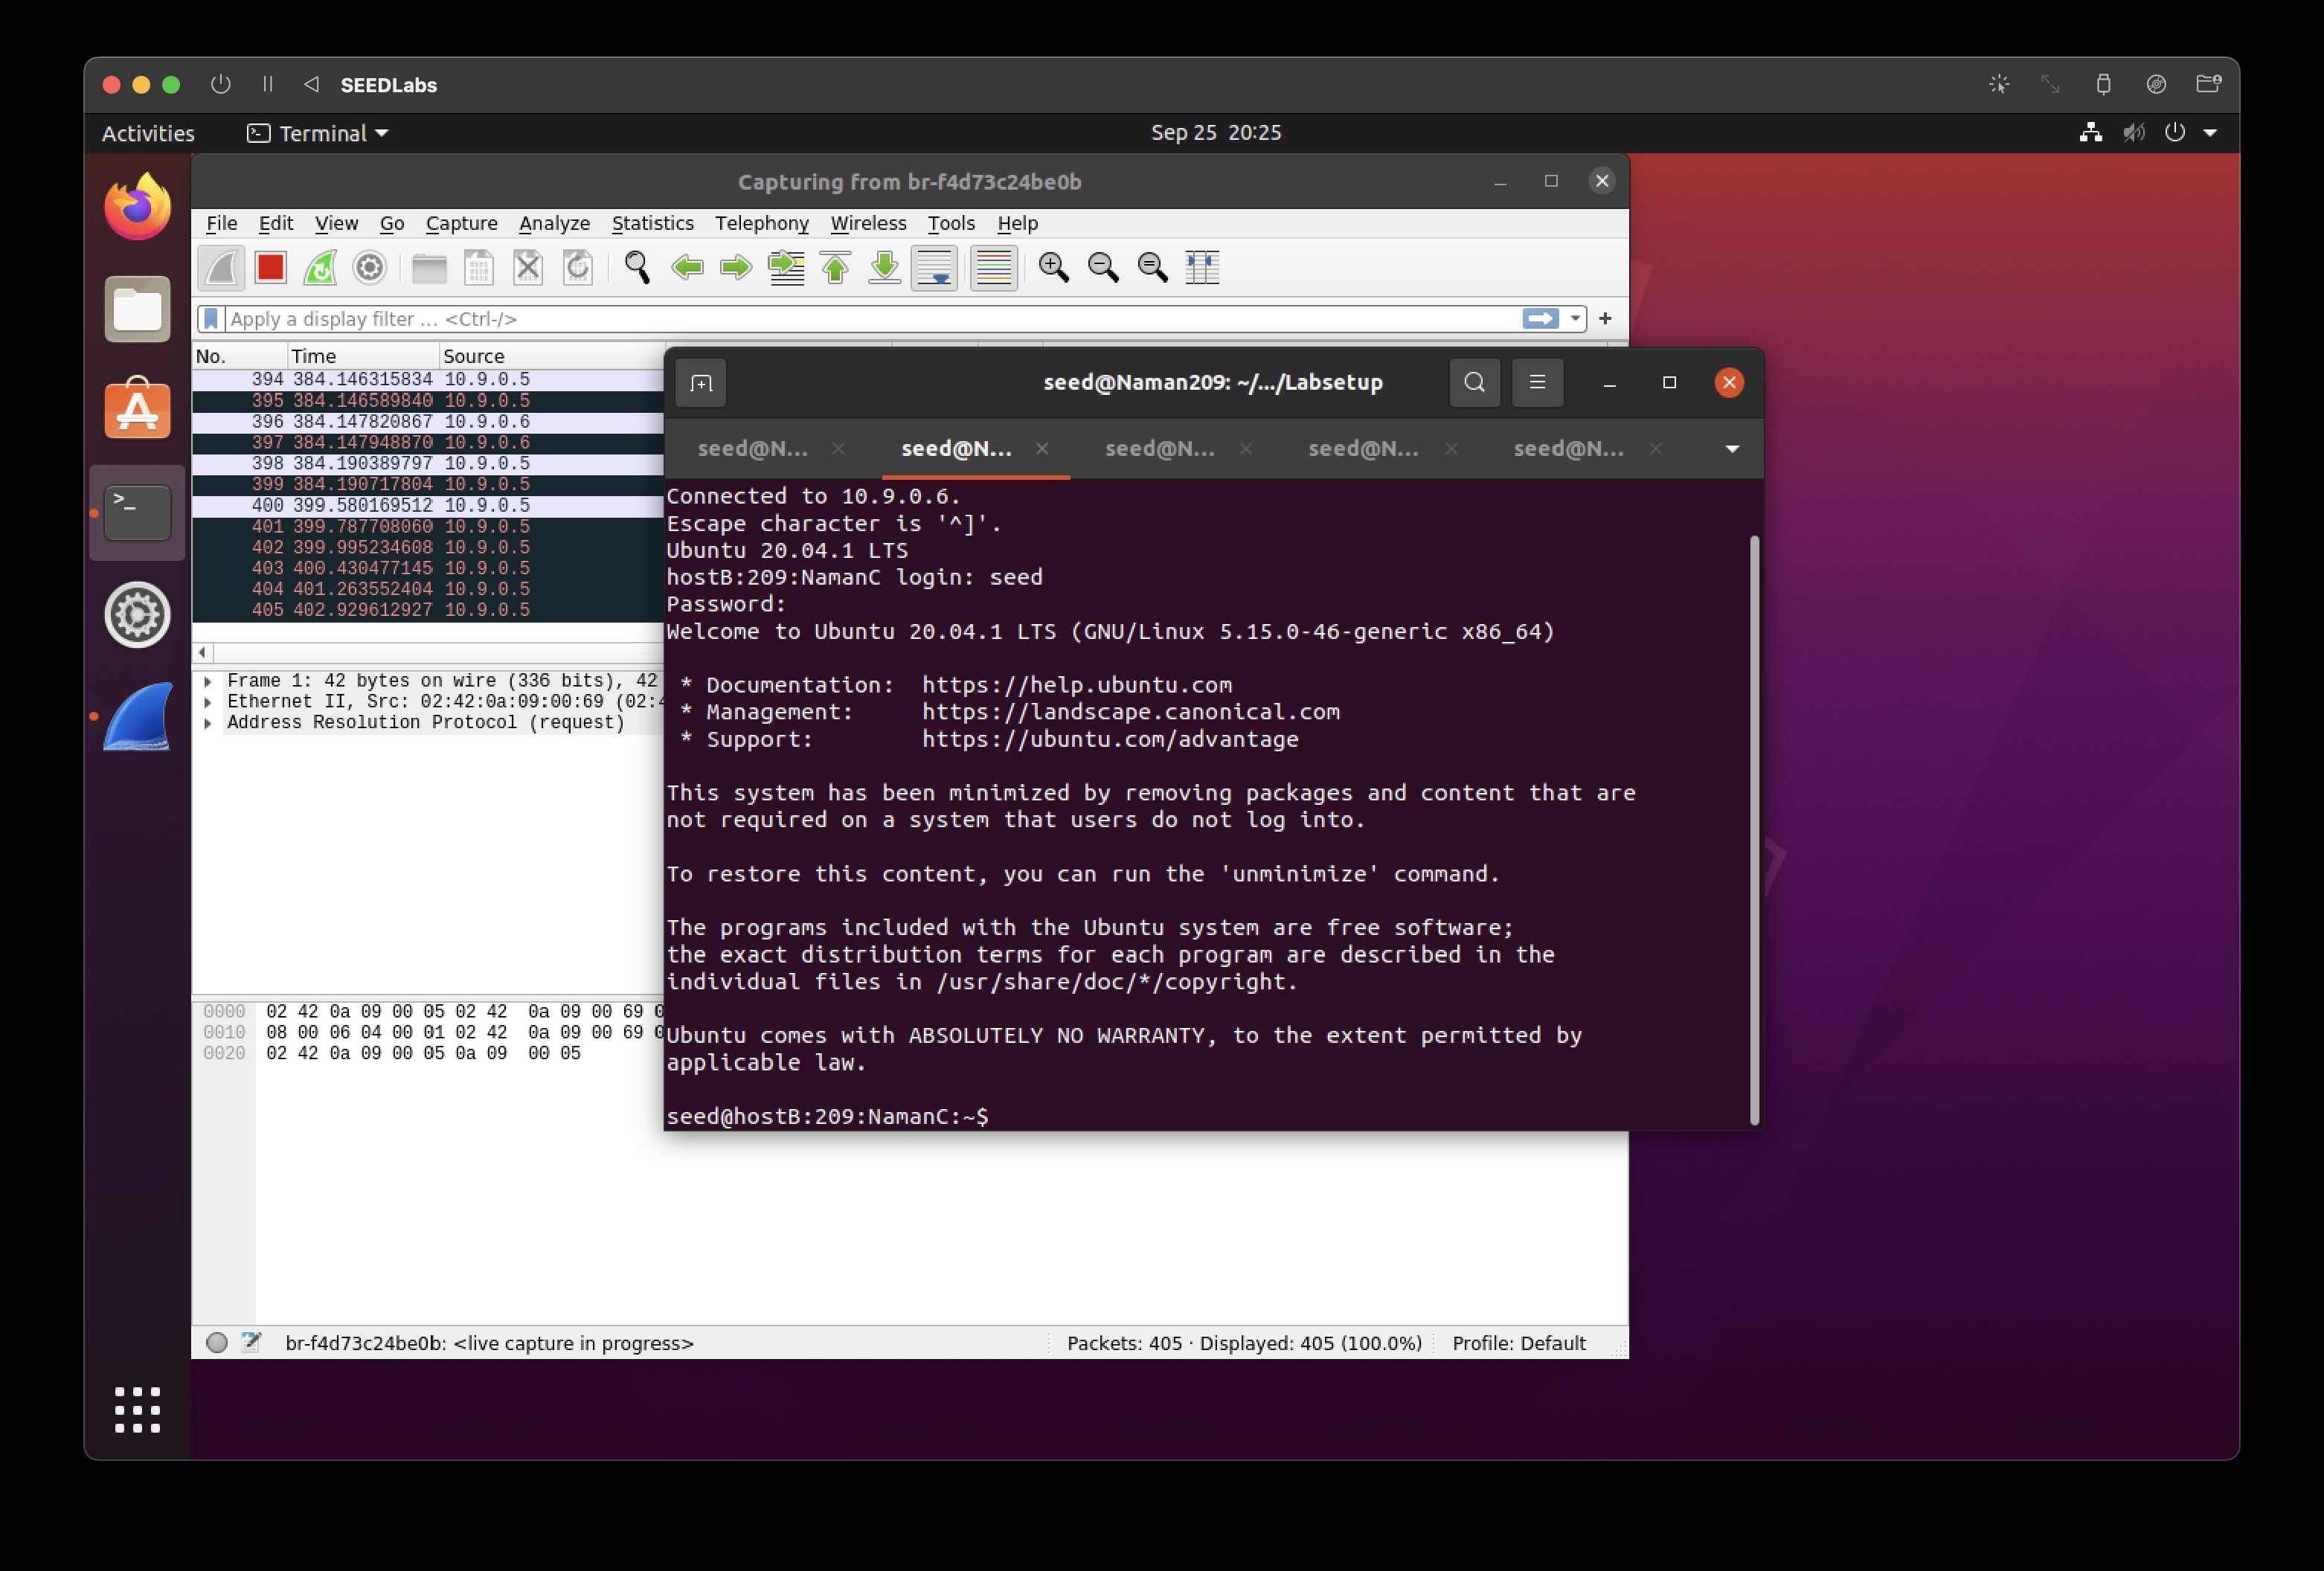 SEEDLabs
Activities
Terminal
Sep 25 20:25
Capturing from br-f4d73c24be0b
File Edit View Go Capture Analyze Statistics Telephony Wireless Tools Help
Apply a display filter ... <Ctrl-/>
+
No. Time Source
394 384.146315834 10.9.0.5
395 384.146589840 10.9.0.5
396 384.147820867 10.9.0.6
397 384.147948870 10.9.0.6
398 384.190389797 10.9.0.5
399 384.190717804 10.9.0.5
400 399.580169512 10.9.0.5
401 399.787708060 10.9.0.5
402 399.995234608 10.9.0.5
403 400.430477145 10.9.0.5
404 401.263552404 10.9.0.5
405 402.929612927 10.9.0.5
Frame 1: 42 bytes on wire (336 bits), 42
Ethernet II, Src: 02:42:0a:09:00:69 (02:4
Address Resolution Protocol (request)
0000 02 42 0a 09 00 05 02 42 0a 09 00 69 0
0010 08 00 06 04 00 01 02 42 0a 09 00 69 0
0020 02 42 0a 09 00 05 0a 09 00 05
br-f4d73c24be0b: <live capture in progress>
Packets: 405 · Displayed: 405 (100.0%)
Profile: Default
seed@Naman209: ~/.../Labsetup
seed@N... seed@N... seed@N... seed@N... seed@N...
Connected to 10.9.0.6.
Escape character is '^]'.
Ubuntu 20.04.1 LTS
hostB:209:NamanC login: seed
Password:
Welcome to Ubuntu 20.04.1 LTS (GNU/Linux 5.15.0-46-generic x86_64)
* Documentation: https://help.ubuntu.com
* Management: https://landscape.canonical.com
* Support: https://ubuntu.com/advantage
This system has been minimized by removing packages and content that are
not required on a system that users do not log into.
To restore this content, you can run the 'unminimize' command.
The programs included with the Ubuntu system are free software;
the exact distribution terms for each program are described in the
individual files in /usr/share/doc/*/copyright.
Ubuntu comes with ABSOLUTELY NO WARRANTY, to the extent permitted by
applicable law.
seed@hostB:209:NamanC:~$